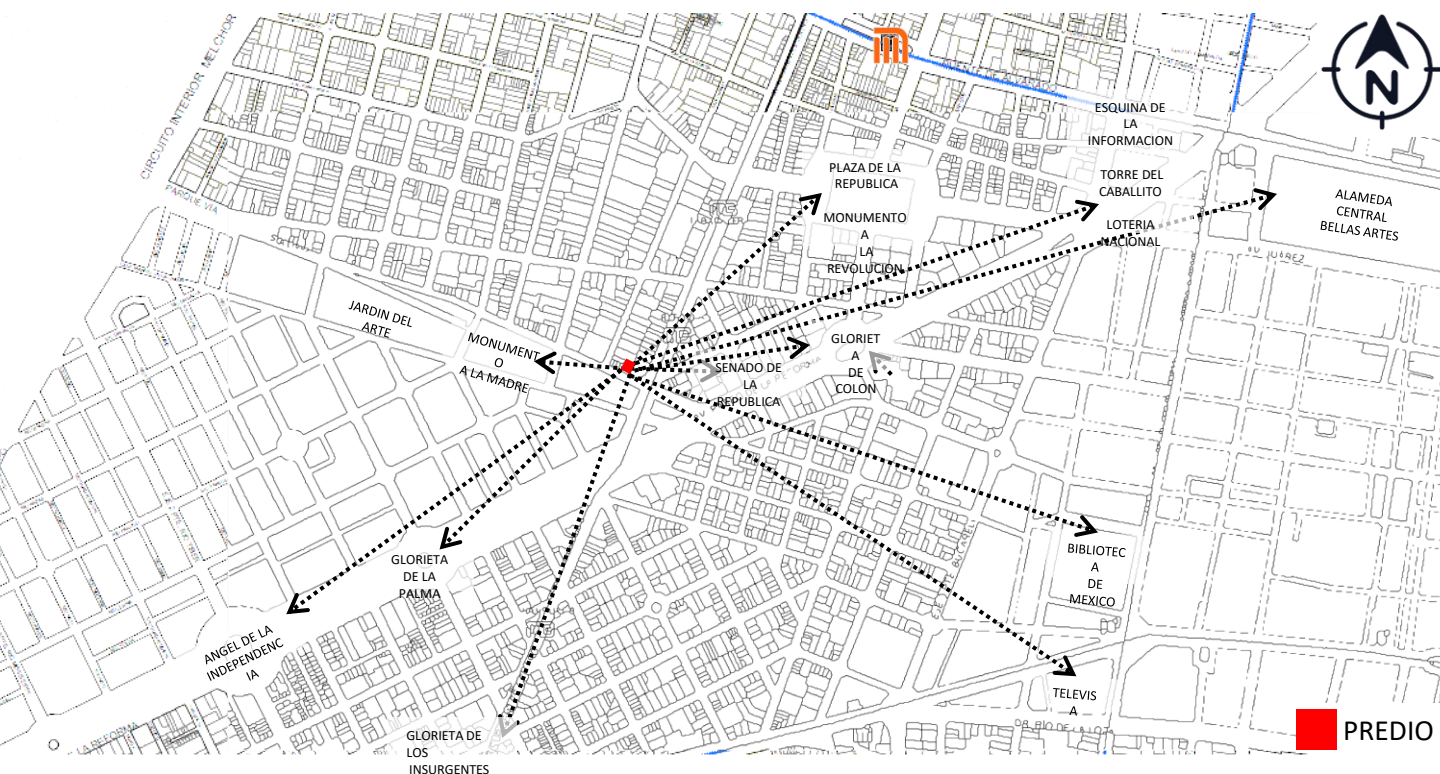 CIRCUITO INTERIOR MELCHOR
PARQUE VIA
ESQUINA DE
LA
INFORMACION
PLAZA DE LA
REPUBLICA
TORRE DEL
CABALLITO
MONUMENTO
A
LA
REVOLUCION
LOTERIA
NACIONAL
ALAMEDA
CENTRAL
BELLAS ARTES
N
JARDIN DEL
ARTE
MONUMENT
O
A LA MADRE
SENADO DE
LA
REPUBLICA
GLORIET
A
DE
COLON
GLORIETA
DE LA
PALMA
ANGEL DE LA
INDEPENDENC
IA
BIBLIOTEC
A
DE
MEXICO
TELEVIS
A
GLORIETA DE
LOS
INSURGENTES
PREDIO